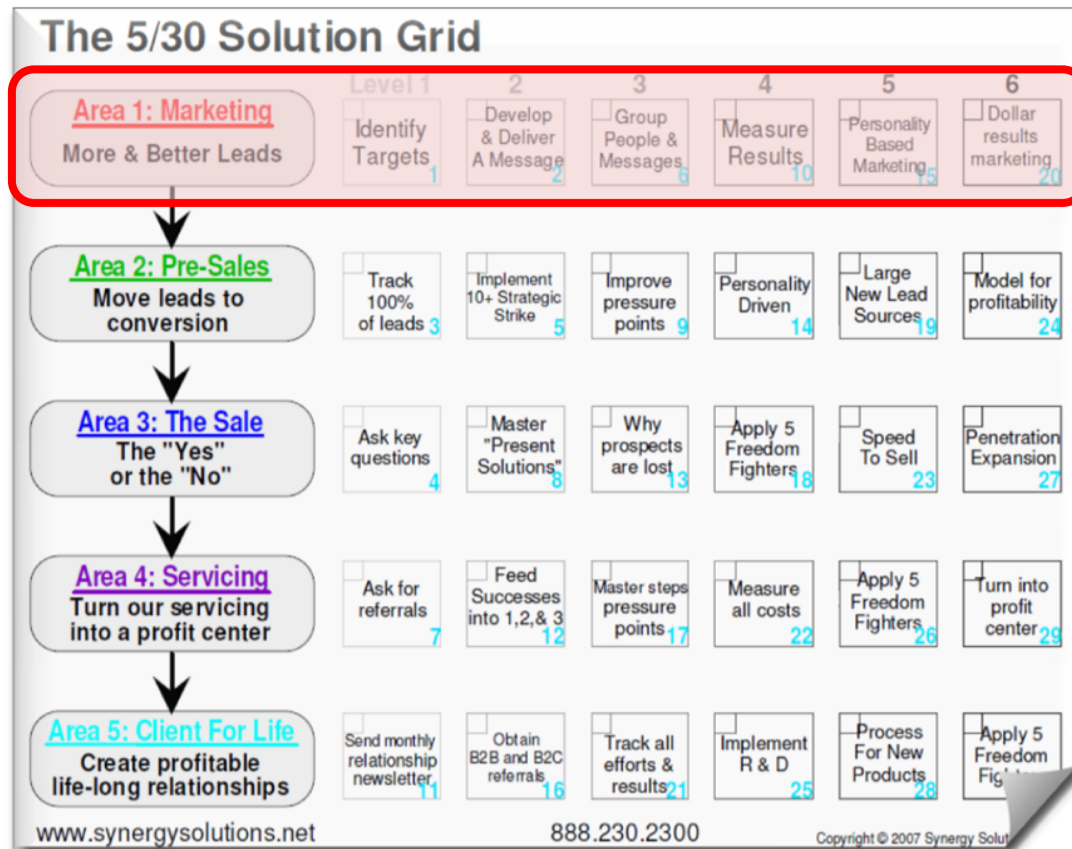 The 5/30 Solution Grid
Level 1 2 3 4 5 6
Area 1: Marketing
More & Better Leads
Identify
Targets
1
Develop
& Deliver
A Message
2
Group
People &
Messages
6
Measure
Results
10
Personality
Based
Marketing
15
Dollar
results
marketing
20
Area 2: Pre-Sales
Move leads to
conversion
Track
100%
of leads 3
Implement
10+ Strategic
Strike
5
Improve
pressure
points 9
Personality
Driven
14
Large
New Lead
Sources
19
Model for
profitability
24
Area 3: The Sale
The "Yes"
or the "No"
Ask key
questions
4
Master
"Present
Solutions"
8
Why
prospects
are lost
13
Apply 5
Freedom
Fighters
18
Speed
To Sell
23
Penetration
Expansion
27
Area 4: Servicing
Turn our servicing
into a profit center
Ask for
referrals
7
Feed
Successes
into 1,2,& 3
12
Master steps
pressure
points 17
Measure
all costs
22
Apply 5
Freedom
Fighters
26
Turn into
profit
center
29
Area 5: Client For Life
Create profitable
life-long relationships
Send monthly
relationship
newsletter
11
Obtain
B2B and B2C
referrals
16
Track all
efforts &
results 21
Implement
R & D
25
Process
For New
Products
28
Apply 5
Freedom
www.synergysolutions.net
888.230.2300
Copyright © 2007 Synergy